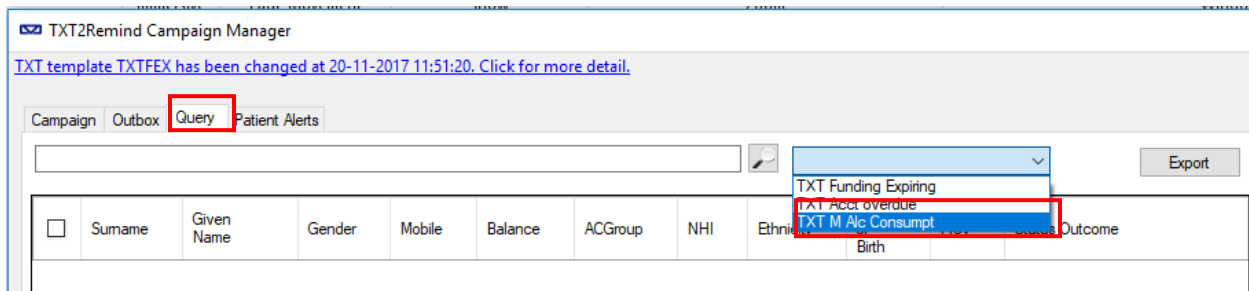 TXT2Remind Campaign Manager
TXT template TXTFEX has been changed at 20-11-2017 11:51:20. Click for more detail.
Campaign Outbox Query Patient Alerts
Export
TXT Funding Expiring
TXT Acct overdue
TXT M Alc Consumpt
Surname Given Name Gender Mobile Balance ACGroup NHI Outcome
Birth